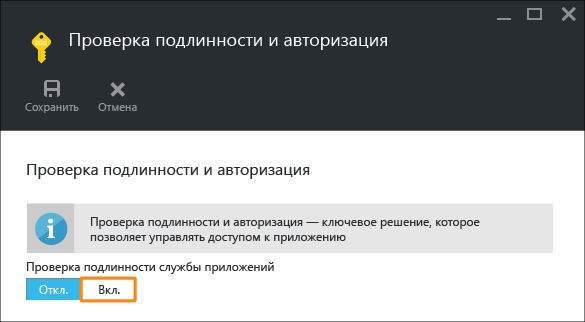 Проверка подлинности и авторизация
Сохранить
Отмена
Проверка подлинности и авторизация
Проверка подлинности и авторизация — ключевое решение, которое
позволяет управлять доступом к приложению
Проверка подлинности службы приложений
Откл.
Вкл.